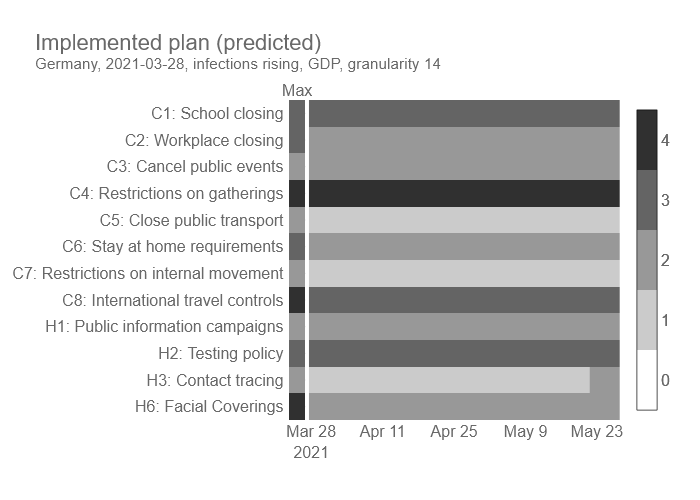 Implemented plan (predicted)
Germany, 2021-03-28, infections rising, GDP, granularity 14
Max
C1: School closing
C2: Workplace closing
C3: Cancel public events
C4: Restrictions on gatherings
C5: Close public transport
C6: Stay at home requirements
C7: Restrictions on internal movement
C8: International travel controls
H1: Public information campaigns
H2: Testing policy
H3: Contact tracing
H6: Facial Coverings
4
3
2
1
0
Mar 28 Apr 11 Apr 25 May 9 May 23
2021